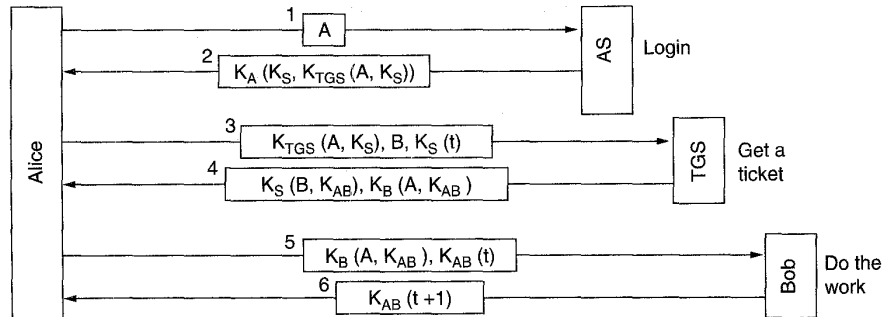 Alice
1
A
AS
Login
2
K_A (K_S, K_TGS (A, K_S))
3
K_TGS (A, K_S), B, K_S (t)
TGS
Get a
ticket
4
K_S (B, K_AB), K_B (A, K_AB )
5
K_B (A, K_AB ), K_AB (t)
Bob
Do the
work
6
K_AB (t +1)